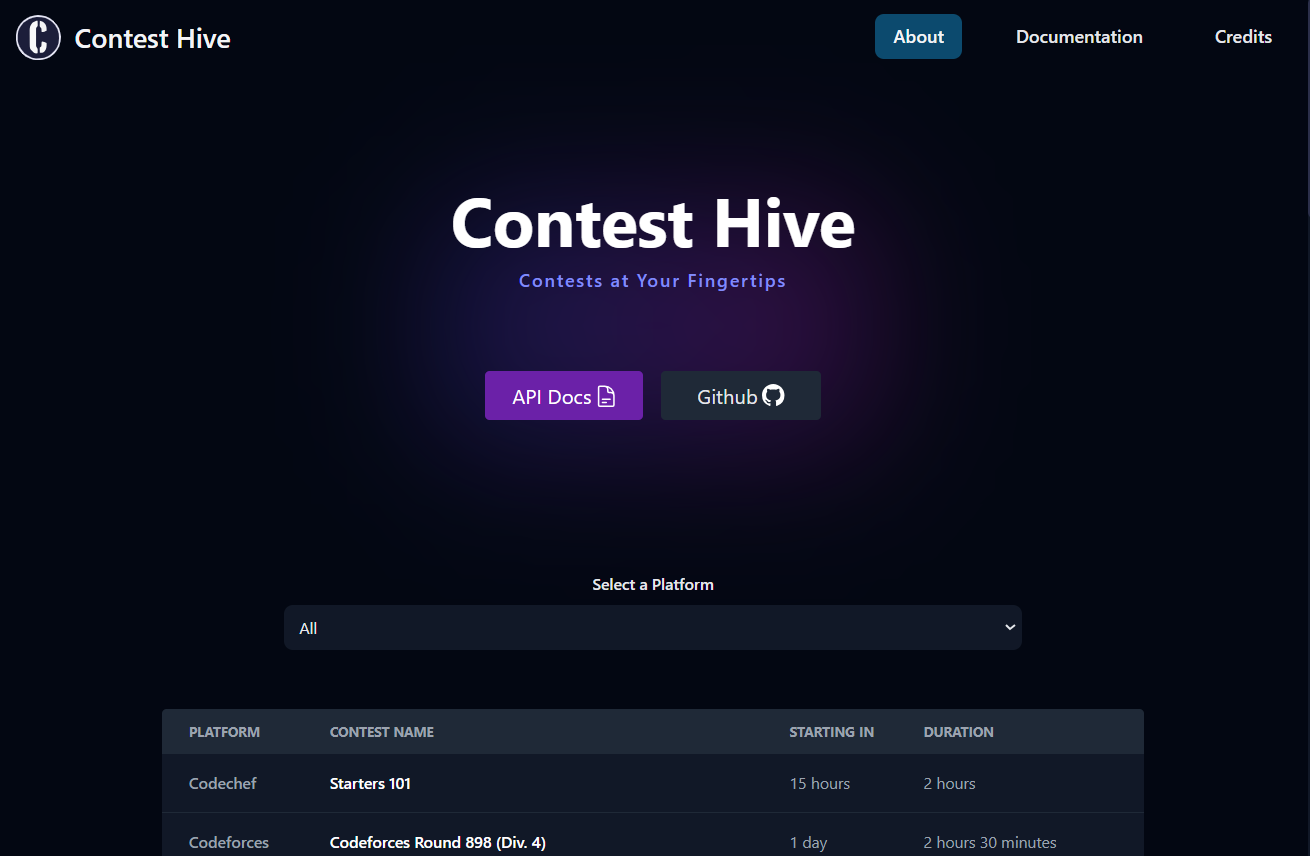 Contest Hive About Documentation Credits
Contest Hive
Contests at Your Fingertips
API Docs Github
Select a Platform
All
PLATFORM CONTEST NAME STARTING IN DURATION
Codechef Starters 101 15 hours 2 hours
Codeforces Codeforces Round 898 (Div. 4) 1 day 2 hours 30 minutes